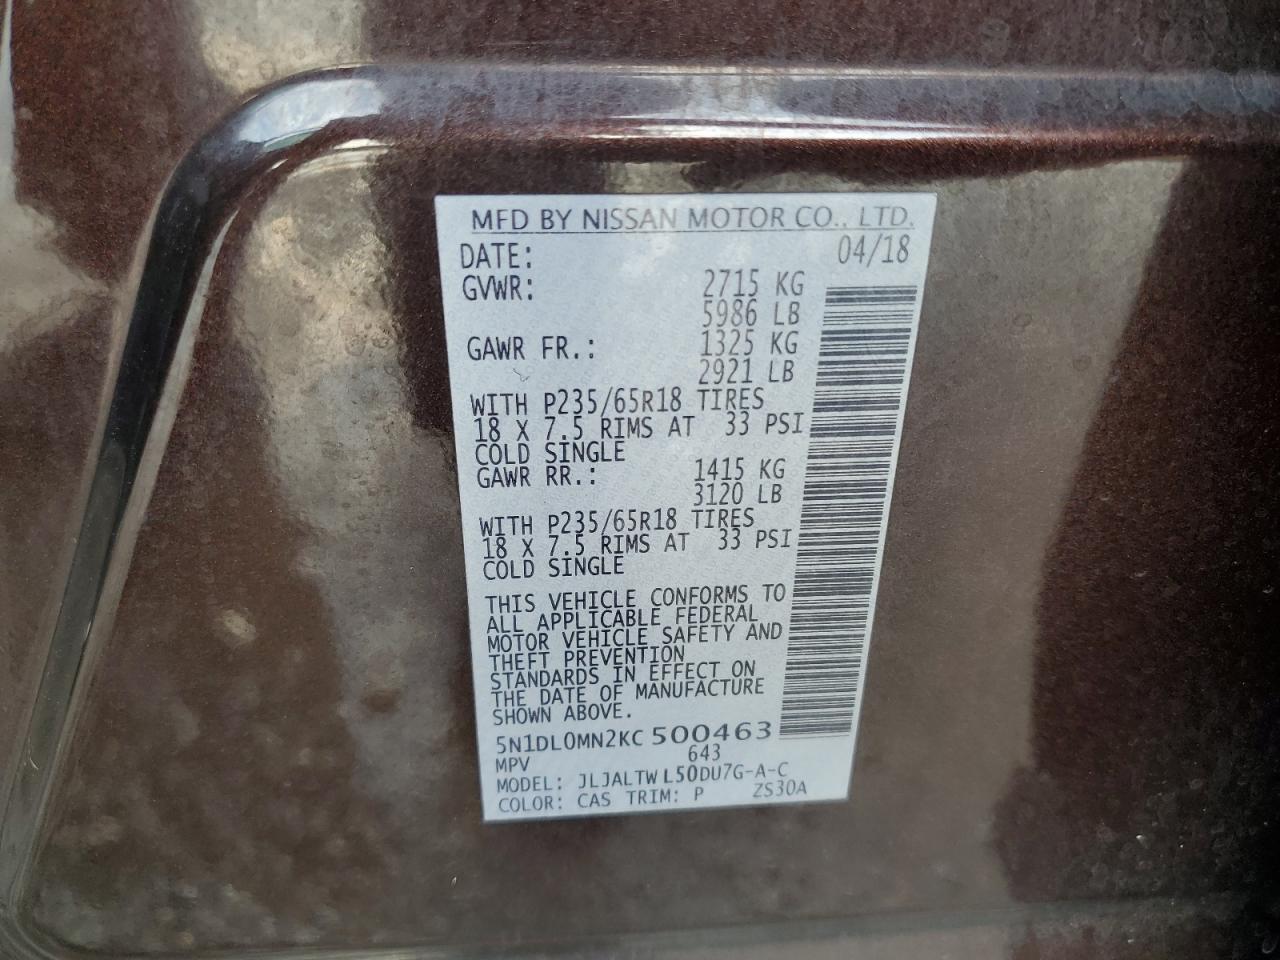 MFD BY NISSAN MOTOR CO., LTD.
DATE: 04/18
GVWR: 2715 KG
5986 LB
GAWR FR.: 1325 KG
2921 LB
WITH P235/65R18 TIRES
18 X 7.5 RIMS AT 33 PSI
COLD SINGLE
GAWR RR.: 1415 KG
3120 LB
WITH P235/65R18 TIRES
18 X 7.5 RIMS AT 33 PSI
COLD SINGLE
THIS VEHICLE CONFORMS TO
ALL APPLICABLE FEDERAL
MOTOR VEHICLE SAFETY AND
THEFT PREVENTION
STANDARDS IN EFFECT ON
THE DATE OF MANUFACTURE
SHOWN ABOVE.
5N1DL0MN2KC 500463
MPV 643
MODEL: JLJALTW L50DU7G-A-C
COLOR: CAS TRIM: P ZS30A